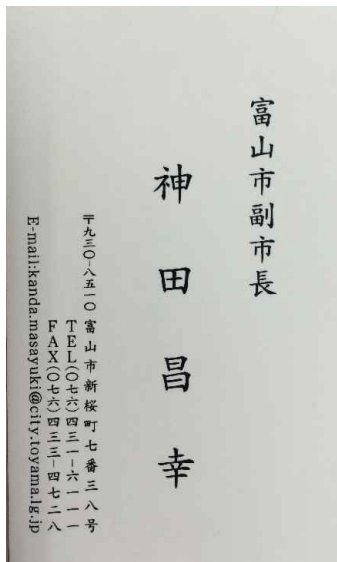 富山市副市長
神田昌幸
〒九三〇-八五一〇 富山市新桜町七番三八号
TEL(〇七六)四三一-六一一一
FAX(〇七六)四三三-四七二八
E-mail:kanda.masayuki@city.toyama.lg.jp